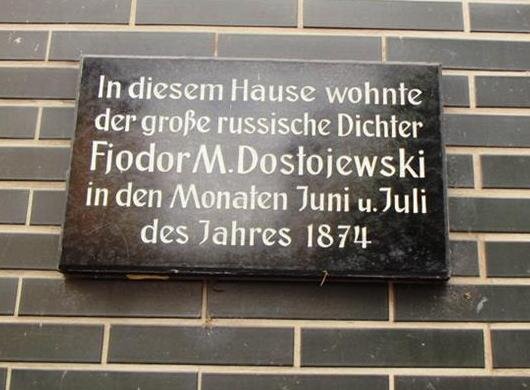 In diesem Hause wohnte
der große russische Dichter
Fjodor M. Dostojewski
in den Monaten Juni u. Juli
des Jahres 1874